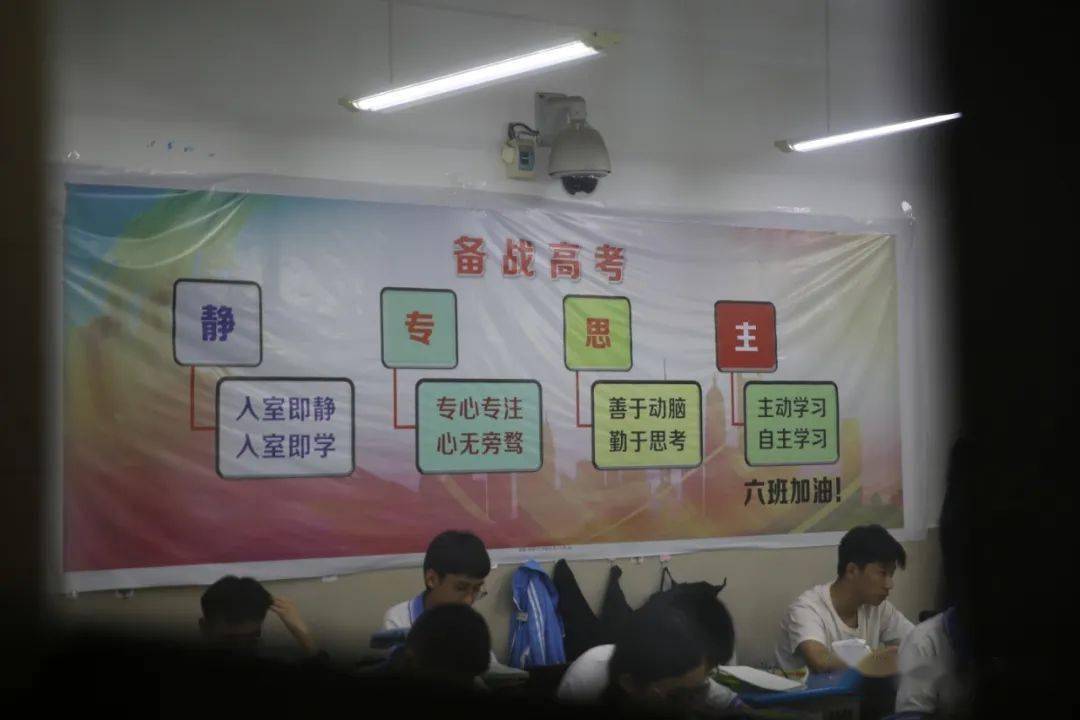 备战高考
静
专
思
主
入室即静
入室即学
专心专注
心无旁骛
善于动脑
勤于思考
主动学习
自主学习
六班加油!